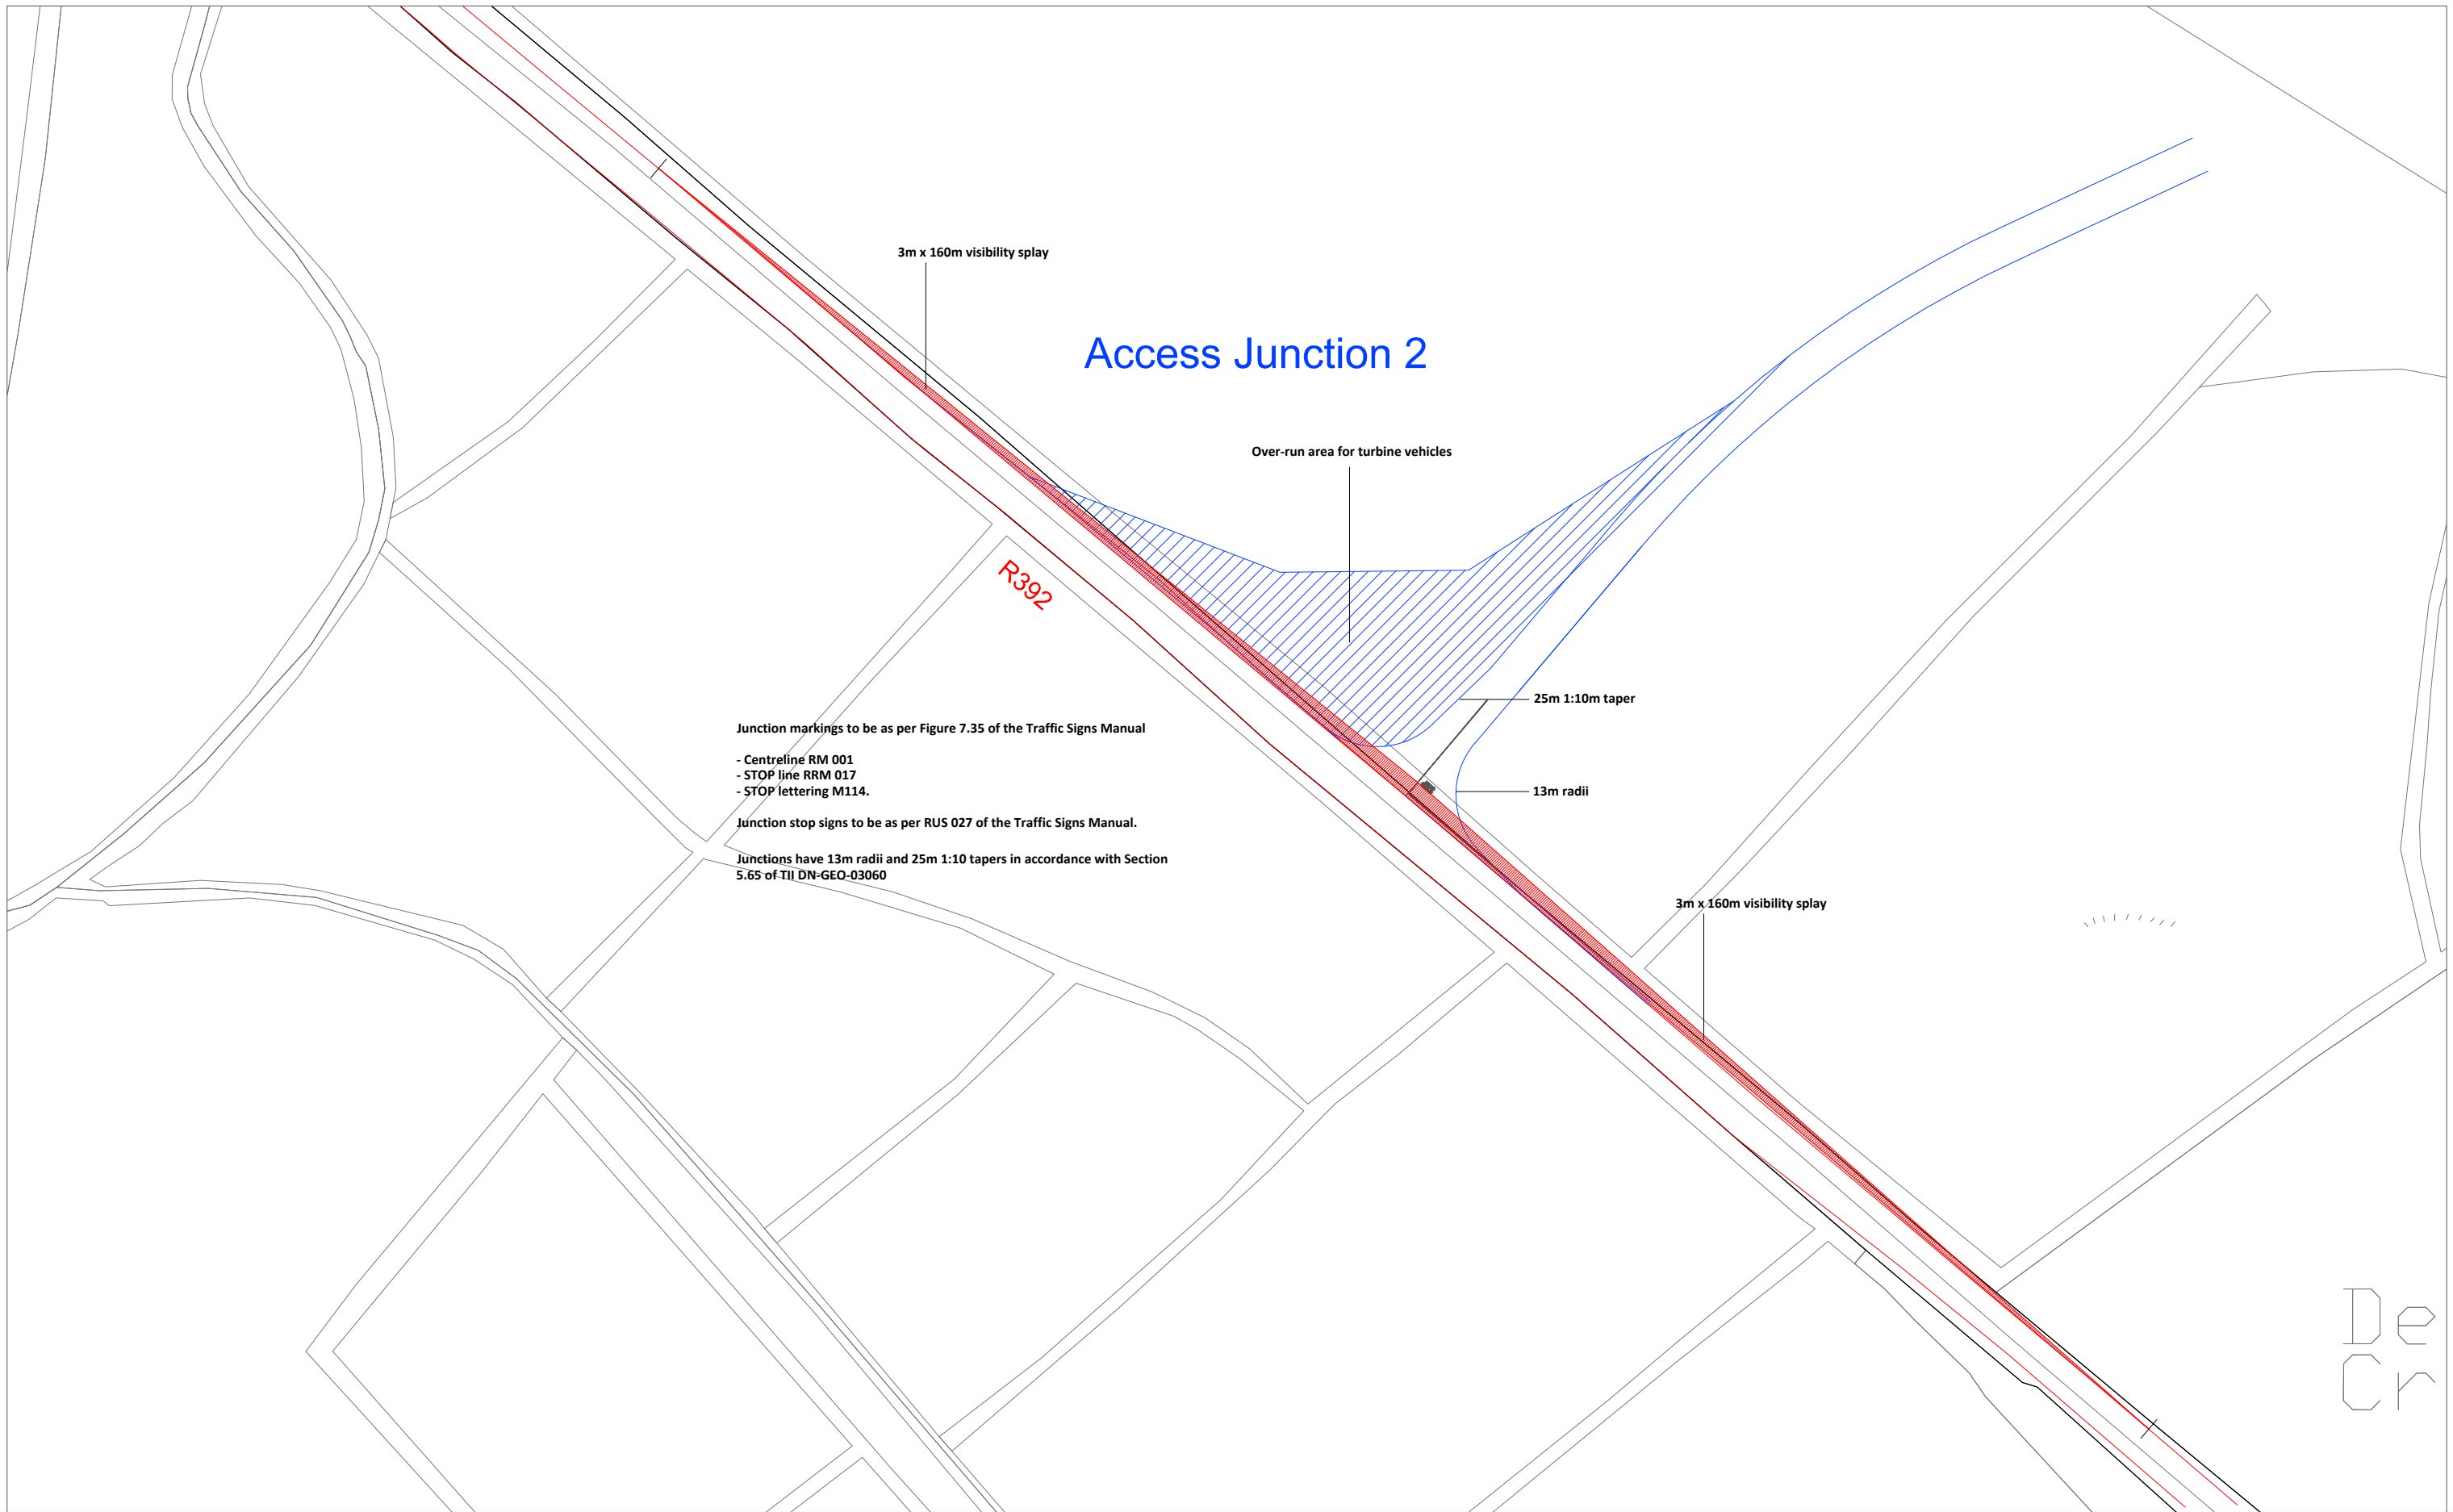 3m x 160m visibility splay
Access Junction 2
Over-run area for turbine vehicles
R392
25m 1:10m taper
Junction markings to be as per Figure 7.35 of the Traffic Signs Manual
- Centreline RM 001
- STOP line RRM 017
- STOP lettering M114.
13m radii
Junction stop signs to be as per RUS 027 of the Traffic Signs Manual.
Junctions have 13m radii and 25m 1:10 tapers in accordance with Section
5.65 of TII DN-GEO-03060
3m x 160m visibility splay
De
Cr